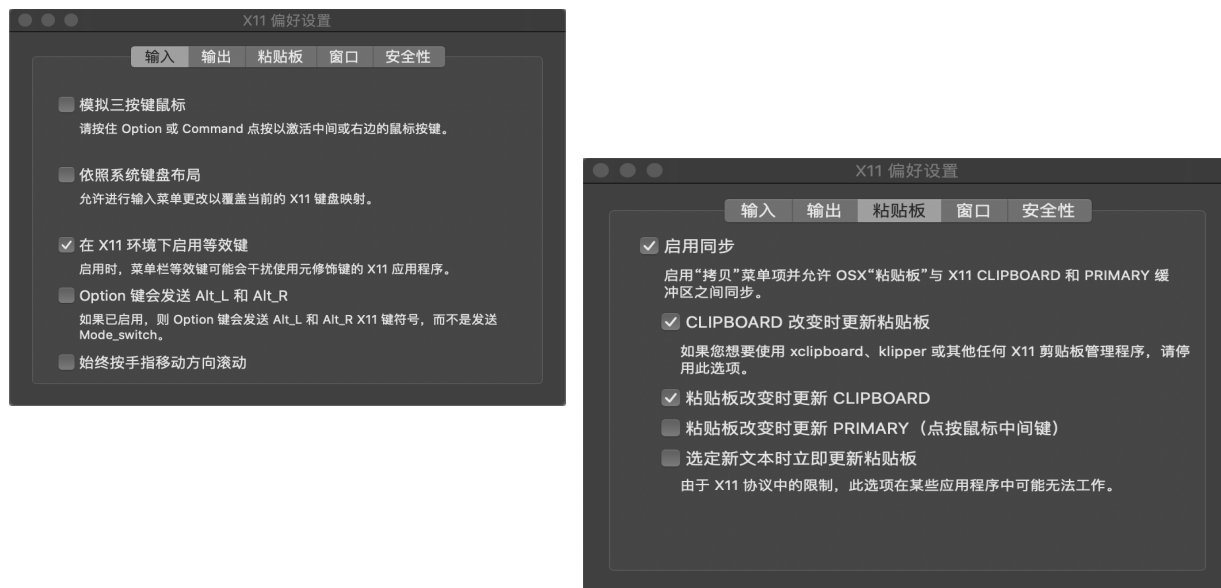 X11 偏好设置
输入 输出 粘贴板 窗口 安全性
模拟三按键鼠标
请按住 Option 或 Command 点按以激活中间或右边的鼠标按键。
依照系统键盘布局
允许进行输入菜单更改以覆盖当前的 X11 键盘映射。
在 X11 环境下启用等效键
启用时，菜单栏等效键可能会干扰使用元修饰键的 X11 应用程序。
Option 键会发送 Alt_L 和 Alt_R
如果已启用，则 Option 键会发送 Alt_L 和 Alt_R X11 键符号，而不是发送
Mode_switch。
始终按手指移动方向滚动
X11 偏好设置
输入 输出 粘贴板 窗口 安全性
启用同步
启用“拷贝”菜单项并允许 OSX“粘贴板”与 X11 CLIPBOARD 和 PRIMARY 缓
冲区之间同步。
CLIPBOARD 改变时更新粘贴板
如果您想要使用 xclipboard、klipper 或其他任何 X11 剪贴板管理程序，请停
用此选项。
粘贴板改变时更新 CLIPBOARD
粘贴板改变时更新 PRIMARY（点按鼠标中间键）
选定新文本时立即更新粘贴板
由于 X11 协议中的限制，此选项在某些应用程序中可能无法工作。